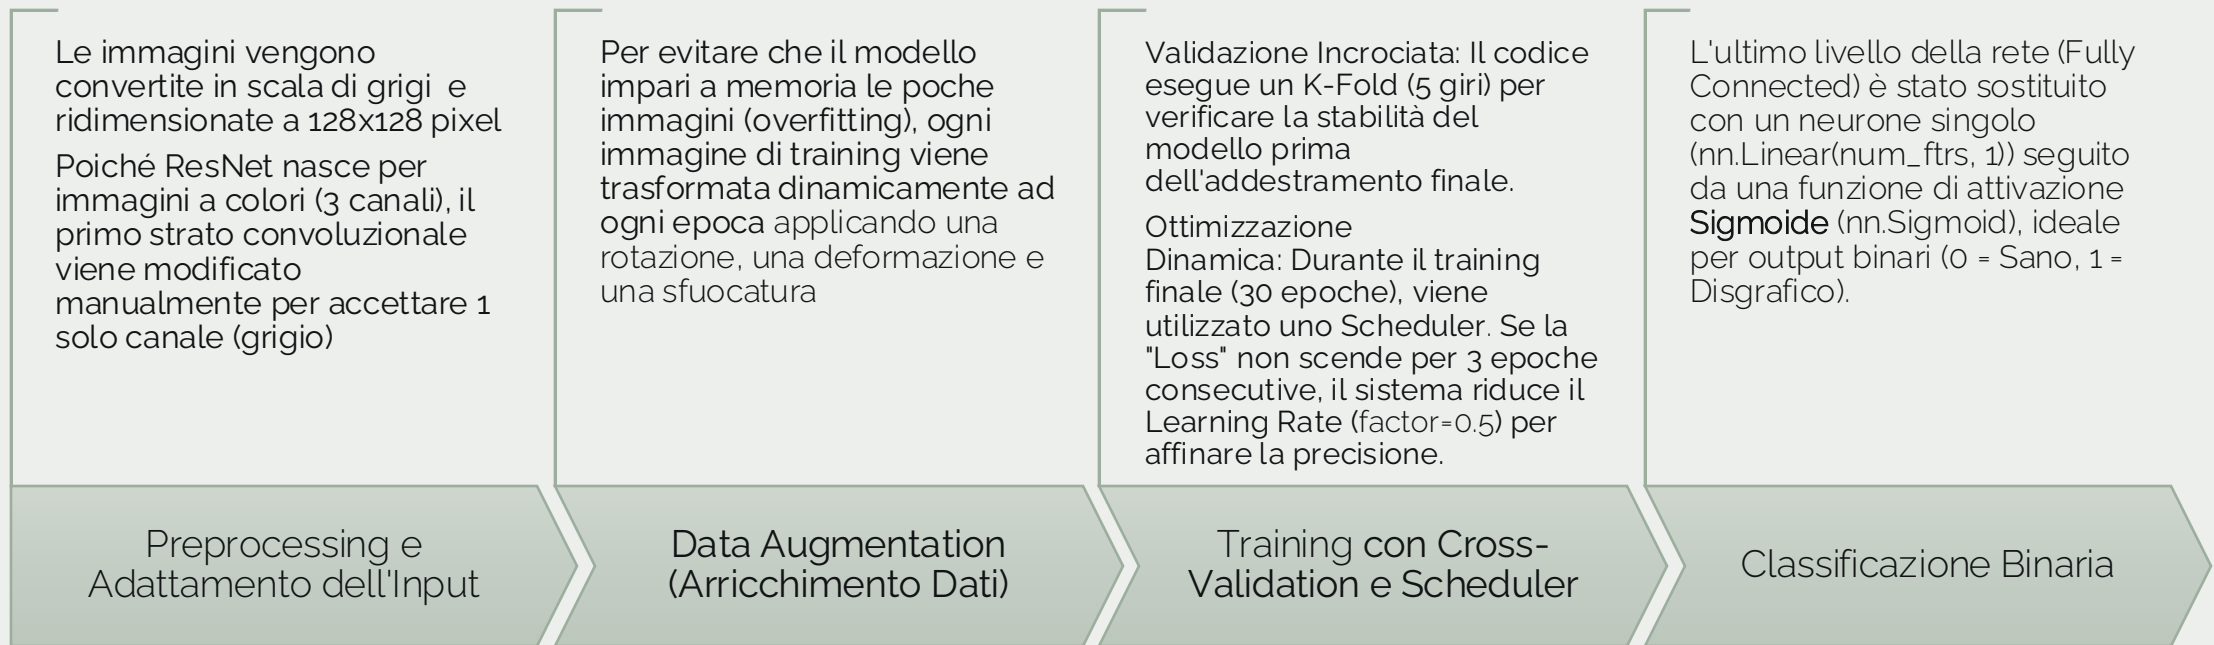 Le immagini vengono
convertite in scala di grigi  e
ridimensionate a 128x128 pixel
Poiché ResNet nasce per
immagini a colori (3 canali), il
primo strato convoluzionale
viene modificato
manualmente per accettare 1
solo canale (grigio)
Preprocessing e
Adattamento dell'Input
Per evitare che il modello
impari a memoria le poche
immagini (overfitting), ogni
immagine di training viene
trasformata dinamicamente ad
ogni epoca applicando una
rotazione, una deformazione e
una sfuocatura
Data Augmentation
(Arricchimento Dati)
Validazione Incrociata: Il codice
esegue un K-Fold (5 giri) per
verificare la stabilità del
modello prima
dell'addestramento finale.
Ottimizzazione
Dinamica: Durante il training
finale (30 epoche), viene
utilizzato uno Scheduler. Se la
"Loss" non scende per 3 epoche
consecutive, il sistema riduce il
Learning Rate (factor=0.5) per
affinare la precisione.
Training con Cross-
Validation e Scheduler
L'ultimo livello della rete (Fully
Connected) è stato sostituito
con un neurone singolo
(nn.Linear(num_ftrs, 1)) seguito
da una funzione di attivazione
Sigmoide (nn.Sigmoid), ideale
per output binari (0 = Sano, 1 =
Disgrafico).
Classificazione Binaria